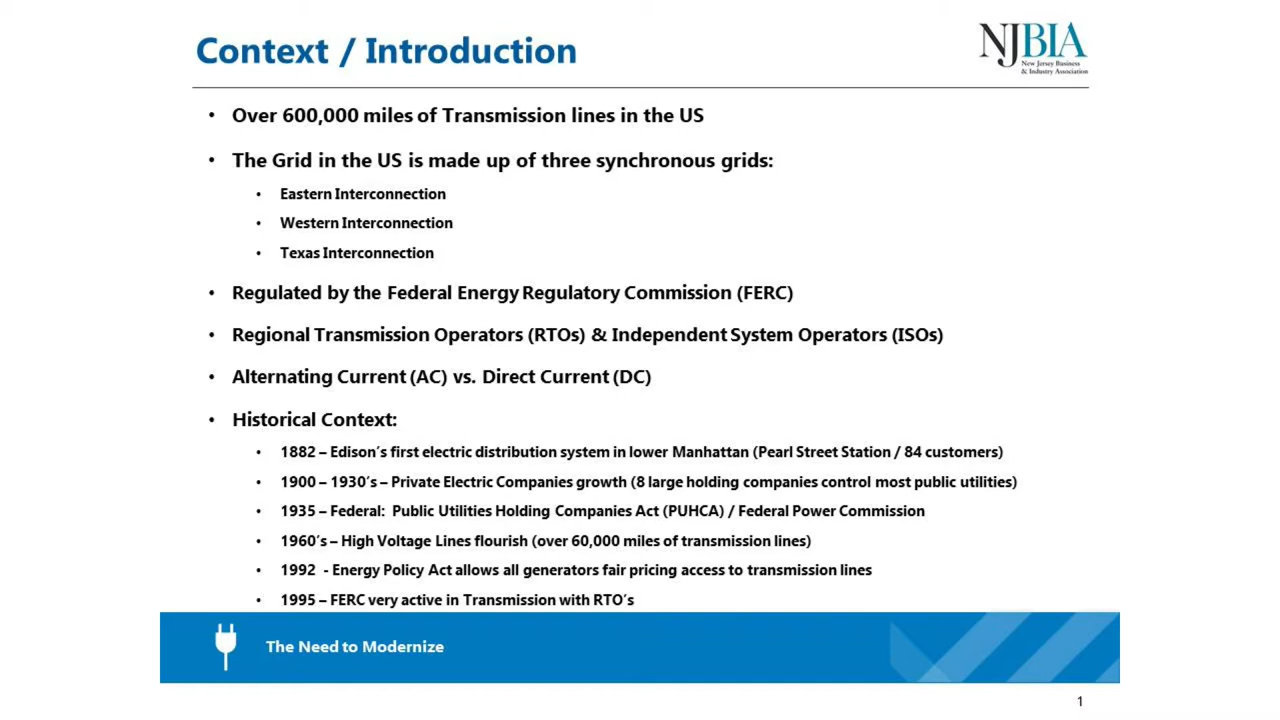 Context / Introduction
NJBIA
New Jersey Business
& Industry Association
• Over 600,000 miles of Transmission lines in the US
• The Grid in the US is made up of three synchronous grids:
• Eastern Interconnection
• Western Interconnection
• Texas Interconnection
• Regulated by the Federal Energy Regulatory Commission (FERC)
• Regional Transmission Operators (RTOs) & Independent System Operators (ISOs)
• Alternating Current (AC) vs. Direct Current (DC)
• Historical Context:
• 1882 – Edison's first electric distribution system in lower Manhattan (Pearl Street Station / 84 customers)
• 1900 – 1930's – Private Electric Companies growth (8 large holding companies control most public utilities)
• 1935 – Federal:  Public Utilities Holding Companies Act (PUHCA) / Federal Power Commission
• 1960's – High Voltage Lines flourish (over 60,000 miles of transmission lines)
• 1992  - Energy Policy Act allows all generators fair pricing access to transmission lines
• 1995 – FERC very active in Transmission with RTO's
The Need to Modernize
1